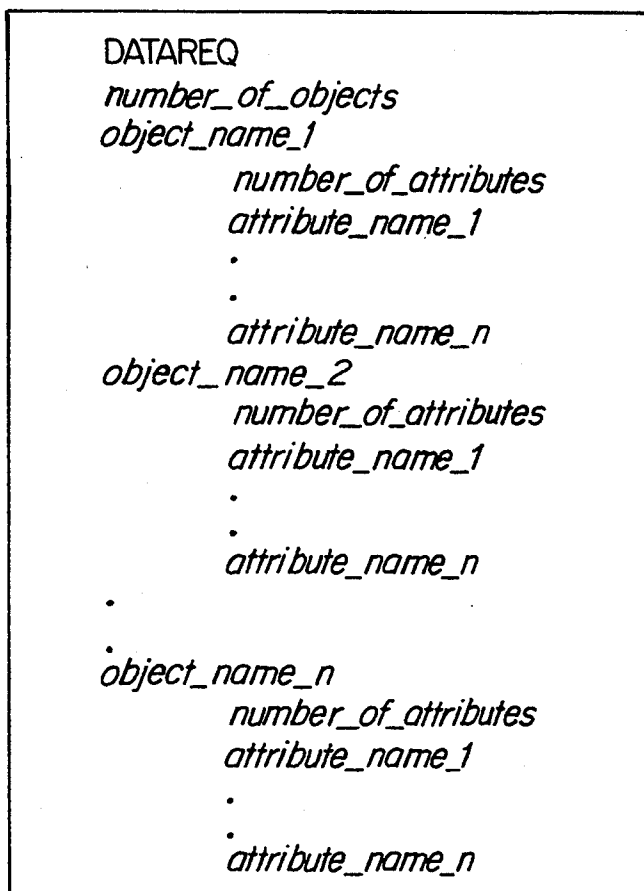 DATAREQ
number_of_objects
object_name_1
number_of_attributes
attribute_name_1
.
.
attribute_name_n
object_name_2
number_of_attributes
attribute_name_1
.
.
attribute_name_n
.
.
object_name_n
number_of_attributes
attribute_name_1
.
.
attribute_name_n